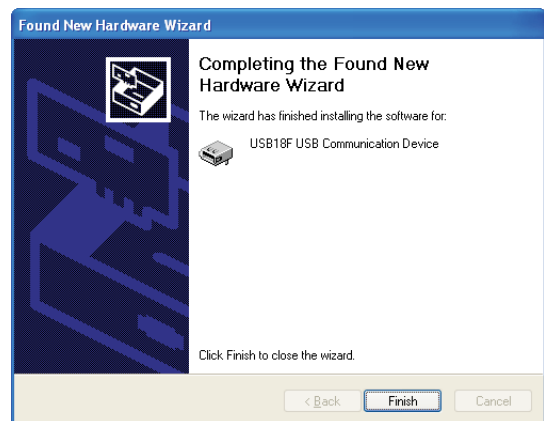 Found New Hardware Wizard
Completing the Found New
Hardware Wizard
The wizard has finished installing the software for:
USB18F USB Communication Device
Click Finish to close the wizard.
< Back Finish Cancel